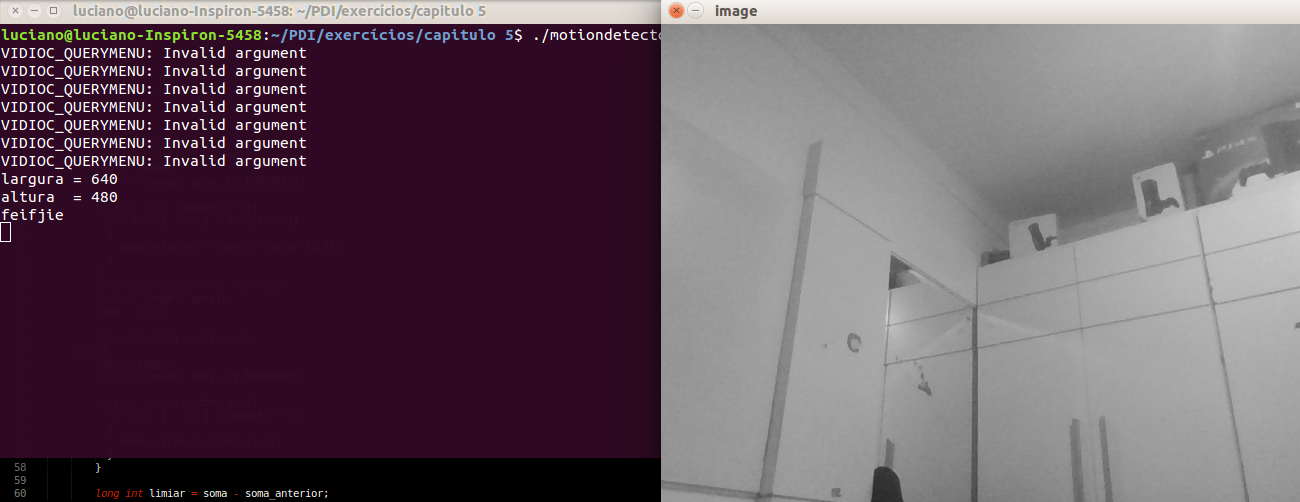 luciano@luciano-Inspiron-5458: ~/PDI/exercícios/capitulo 5
luciano@luciano-Inspiron-5458:~/PDI/exercícios/capitulo 5$ ./motiondetecto
VIDIOC_QUERYMENU: Invalid argument
VIDIOC_QUERYMENU: Invalid argument
VIDIOC_QUERYMENU: Invalid argument
VIDIOC_QUERYMENU: Invalid argument
VIDIOC_QUERYMENU: Invalid argument
VIDIOC_QUERYMENU: Invalid argument
VIDIOC_QUERYMENU: Invalid argument
largura = 640
altura  = 480
feifjie
58 }
59
60 long int limiar = soma - soma_anterior;
image